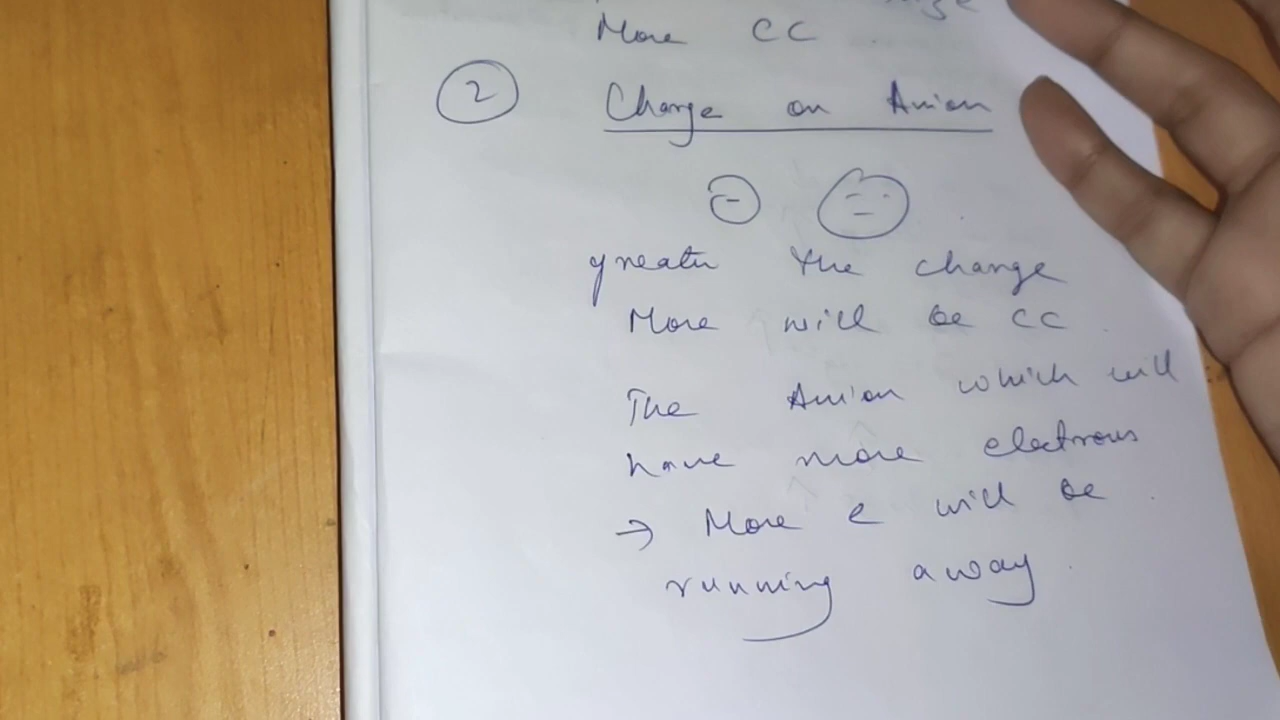 More CC
2 Charge on Anion
- =
greater the charge
More will be CC
The Anion which will
have more electrons
→ More e will be
running away